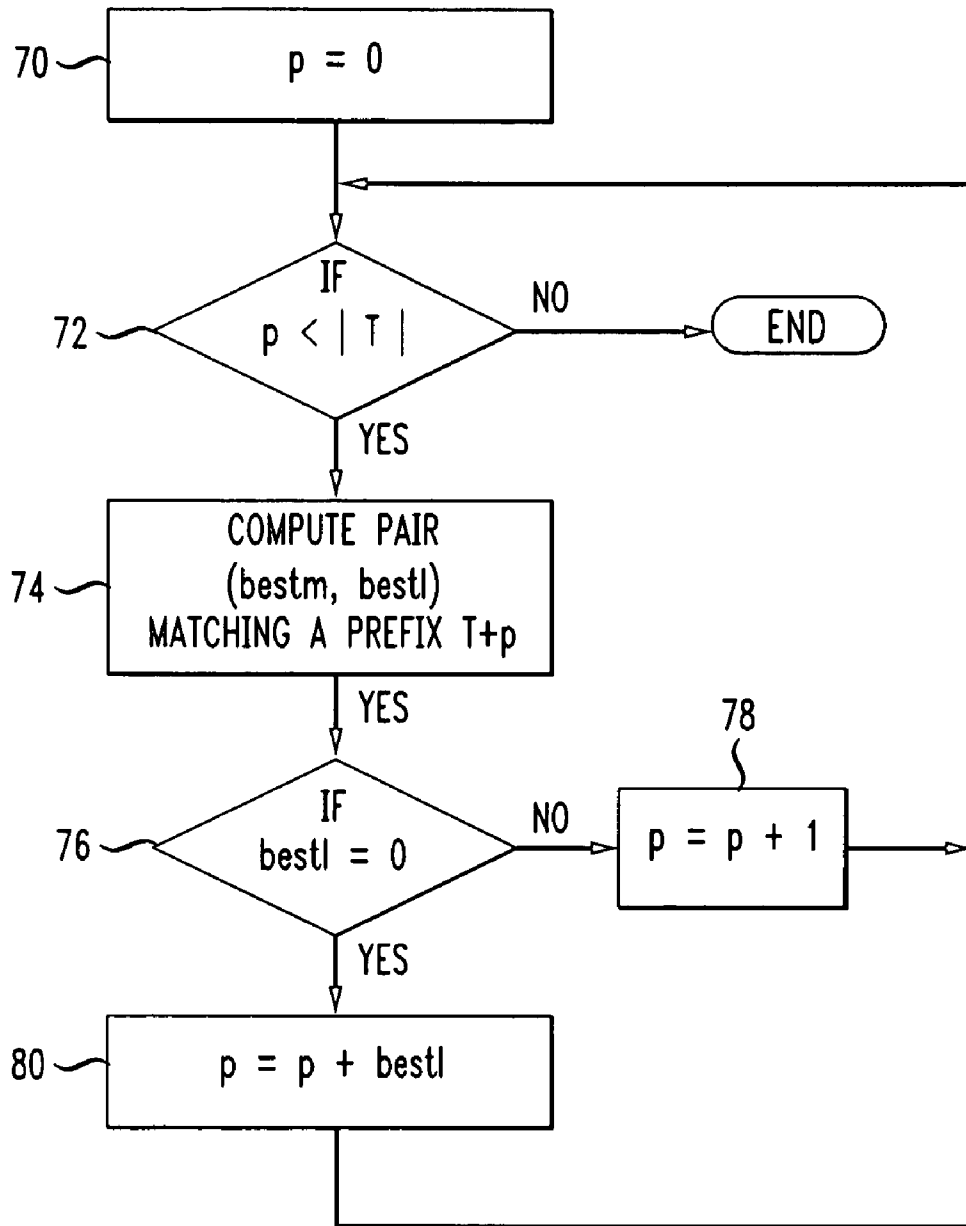 70
p = 0
IF
72
p < | T |
NO
END
YES
COMPUTE PAIR
74
(bestm, bestl)
MATCHING A PREFIX T+p
YES
78
IF
76
bestl = 0
NO
p = p + 1
YES
80
p = p + bestl